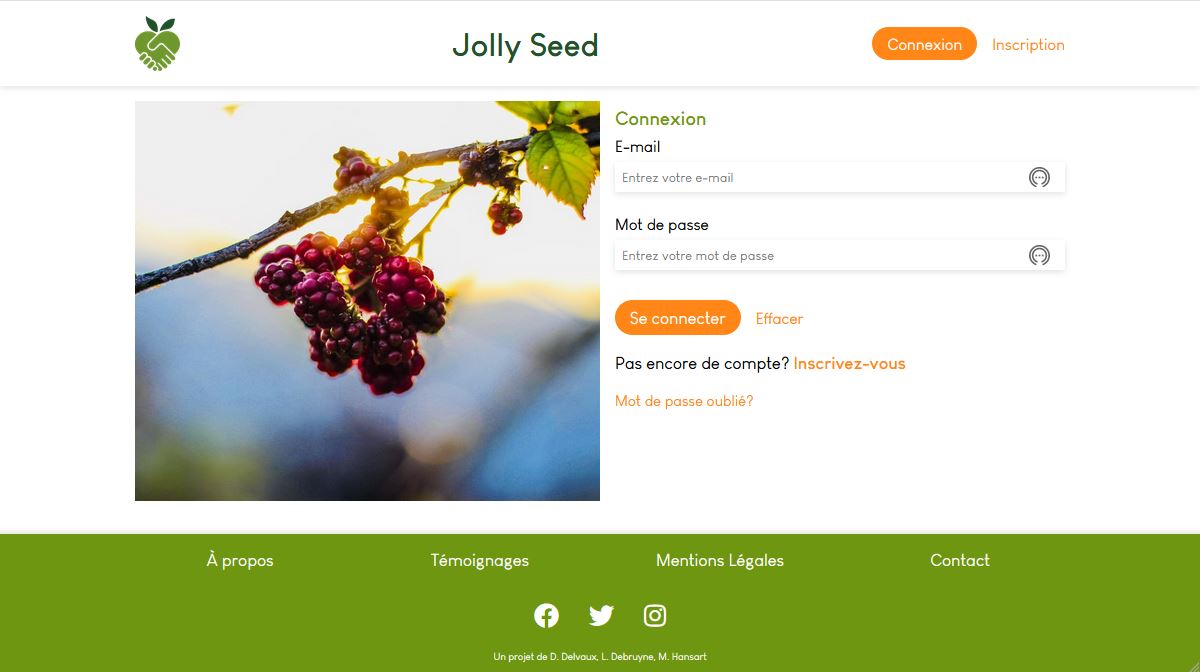 Jolly Seed
Connexion
Inscription
Connexion
E-mail
Entrez votre e-mail
Mot de passe
Entrez votre mot de passe
Se connecter
Effacer
Pas encore de compte? Inscrivez-vous
Mot de passe oublié?
À propos
Témoignages
Mentions Légales
Contact
Un projet de D. Delvaux, L. Debruyne, M. Hansart